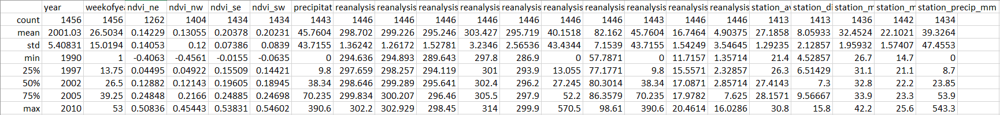 year weekofyea ndvi_ne ndvi_nw ndvi_se ndvi_sw precipitat reanalysis reanalysis reanalysis reanalysis reanalysis reanalysis reanalysis reanalysis reanalysis reanalysis station_av station_di station_m station_m station_precip_mm
count 1456 1456 1262 1404 1434 1434 1443 1446 1446 1446 1446 1446 1446 1446 1443 1446 1446 1413 1413 1436 1442 1434
mean 2001.03 26.5034 0.14229 0.13055 0.20378 0.20231 45.7604 298.702 299.226 295.246 303.427 295.719 40.1518 82.162 45.7604 16.7464 4.90375 27.1858 8.05933 32.4524 22.1021 39.3264
std 5.40831 15.0194 0.14053 0.12 0.07386 0.0839 43.7155 1.36242 1.26172 1.52781 3.2346 2.56536 43.4344 7.1539 43.7155 1.54249 3.54645 1.29235 2.12857 1.95932 1.57407 47.4553
min 1990 1 -0.4063 -0.4561 -0.0155 -0.0635 0 294.636 294.893 289.643 297.8 286.9 0 57.7871 0 11.7157 1.35714 21.4 4.52857 26.7 14.7 0
25% 1997 13.75 0.04495 0.04922 0.15509 0.14421 9.8 297.659 298.257 294.119 301 293.9 13.055 77.1771 9.8 15.5571 2.32857 26.3 6.51429 31.1 21.1 8.7
50% 2002 26.5 0.12882 0.12143 0.19605 0.18945 38.34 298.646 299.289 295.641 302.4 296.2 27.245 80.3014 38.34 17.0871 2.85714 27.4143 7.3 32.8 22.2 23.85
75% 2005 39.25 0.24848 0.2166 0.24885 0.24698 70.235 299.834 300.207 296.46 305.5 297.9 52.2 86.3579 70.235 17.9782 7.625 28.1571 9.56667 33.9 23.3 53.9
max 2010 53 0.50836 0.45443 0.53831 0.54602 390.6 302.2 302.929 298.45 314 299.9 570.5 98.61 390.6 20.4614 16.0286 30.8 15.8 42.2 25.6 543.3